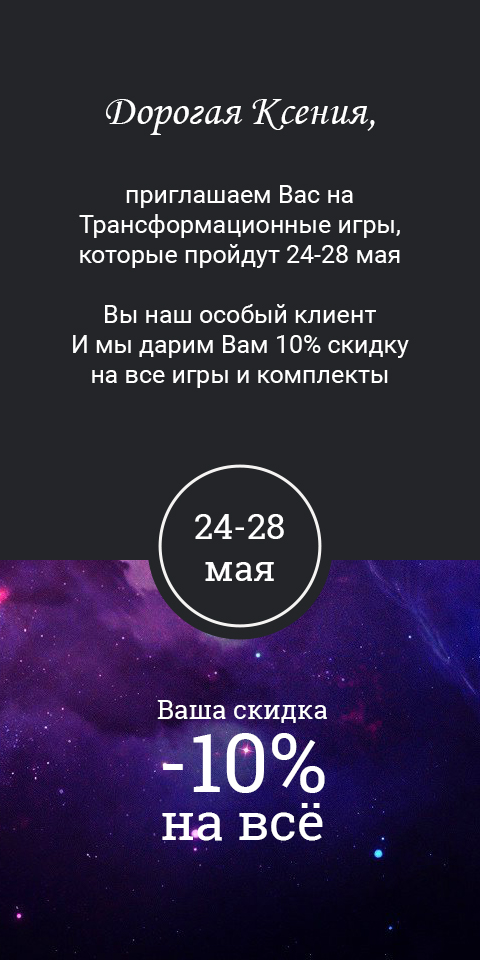 Дорогая Ксения,
приглашаем Вас на
Трансформационные игры,
которые пройдут 24-28 мая
Вы наш особый клиент
И мы дарим Вам 10% скидку
на все игры и комплекты
24-28
мая
Ваша скидка
-10%
на всё